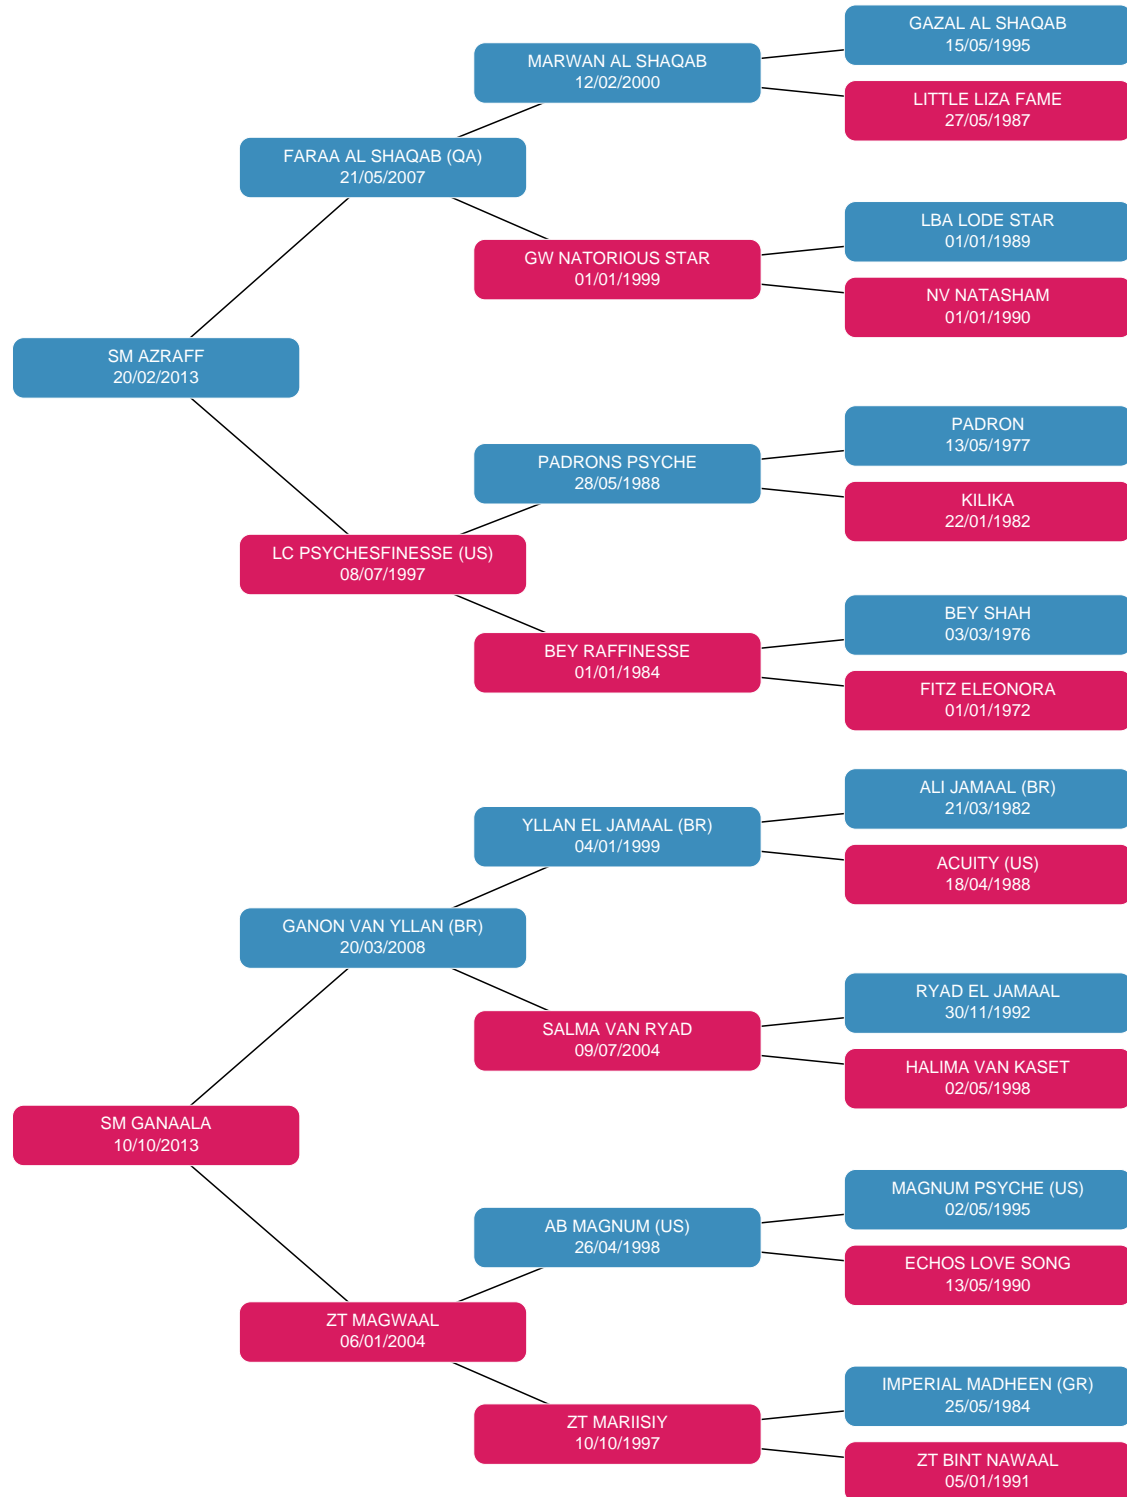 GAZAL AL SHAQAB
15/05/1995
MARWAN AL SHAQAB
12/02/2000
LITTLE LIZA FAME
27/05/1987
FARAA AL SHAQAB (QA)
21/05/2007
LBA LODE STAR
01/01/1989
GW NATORIOUS STAR
01/01/1999
NV NATASHAM
01/01/1990
SM AZRAFF
20/02/2013
PADRON
13/05/1977
PADRONS PSYCHE
28/05/1988
KILIKA
22/01/1982
LC PSYCHESFINESSE (US)
08/07/1997
BEY SHAH
03/03/1976
BEY RAFFINESSE
01/01/1984
FITZ ELEONORA
01/01/1972
ALI JAMAAL (BR)
21/03/1982
YLLAN EL JAMAAL (BR)
04/01/1999
ACUITY (US)
18/04/1988
GANON VAN YLLAN (BR)
20/03/2008
RYAD EL JAMAAL
30/11/1992
SALMA VAN RYAD
09/07/2004
HALIMA VAN KASET
02/05/1998
SM GANAALA
10/10/2013
MAGNUM PSYCHE (US)
02/05/1995
AB MAGNUM (US)
26/04/1998
ECHOS LOVE SONG
13/05/1990
ZT MAGWAAL
06/01/2004
IMPERIAL MADHEEN (GR)
25/05/1984
ZT MARIISIY
10/10/1997
ZT BINT NAWAAL
05/01/1991